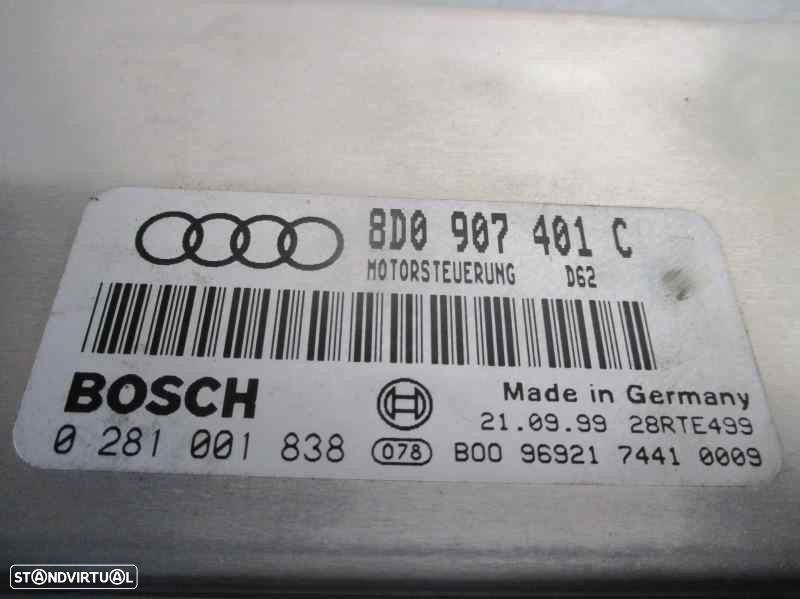 8D0 907 401 C
MOTORSTEUERUNG D62
BOSCH
Made in Germany
21.09.99 28RTE499
0 281 001 838 078 B00 96921 7441 0009
STANDVIRTUAL